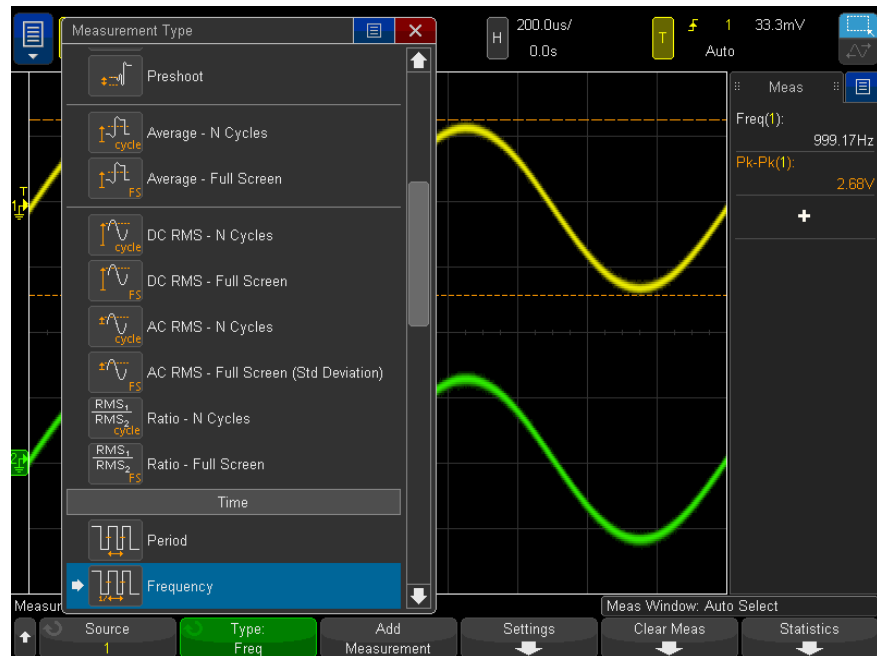 Measurement Type
H
200.0us/
0.0s
T
1
33.3mV
Auto
Preshoot
cycle
Average - N Cycles
FS
Average - Full Screen
cycle
DC RMS - N Cycles
FS
DC RMS - Full Screen
cycle
AC RMS - N Cycles
FS
AC RMS - Full Screen (Std Deviation)
RMS1
RMS2
cycle
Ratio - N Cycles
RMS1
RMS2
FS
Ratio - Full Screen
Time
Period
1/
Frequency
T
1
2
Meas
Freq(1):
999.17Hz
Pk-Pk(1):
2.68V
+
Measur
Meas Window: Auto Select
Source
1
Type:
Freq
Add
Measurement
Settings
Clear Meas
Statistics